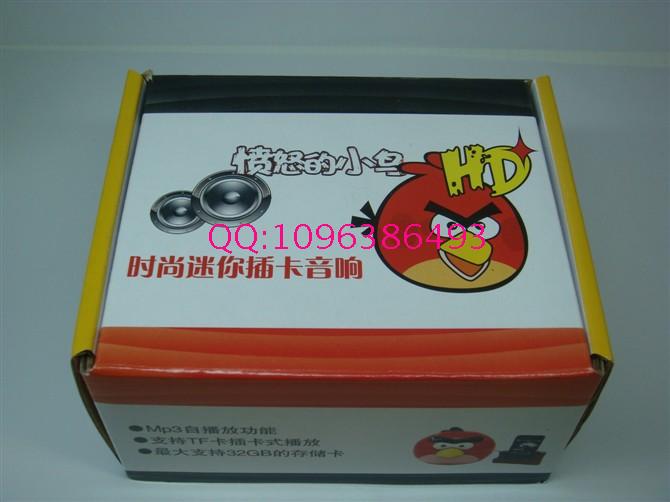 愤怒的小鸟 HD
QQ:1096386493
时尚迷你插卡音响
●Mp3自播放功能
●支持TF卡插卡式播放
●最大支持32GB的存储卡